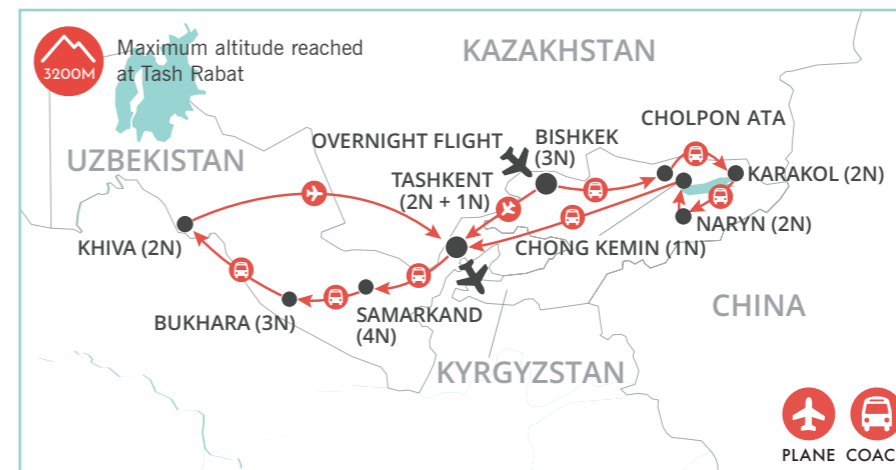 Maximum altitude reached
at Tash Rabat
3200M
KAZAKHSTAN
CHOLPON ATA
OVERNIGHT FLIGHT
BISHKEK
(3N)
UZBEKISTAN
TASHKENT
(2N + 1N)
KARAKOL (2N)
NARYN (2N)
KHIVA (2N)
CHONG KEMIN (1N)
CHINA
BUKHARA (3N)
SAMARKAND
(4N)
KYRGYZSTAN
PLANE COAC